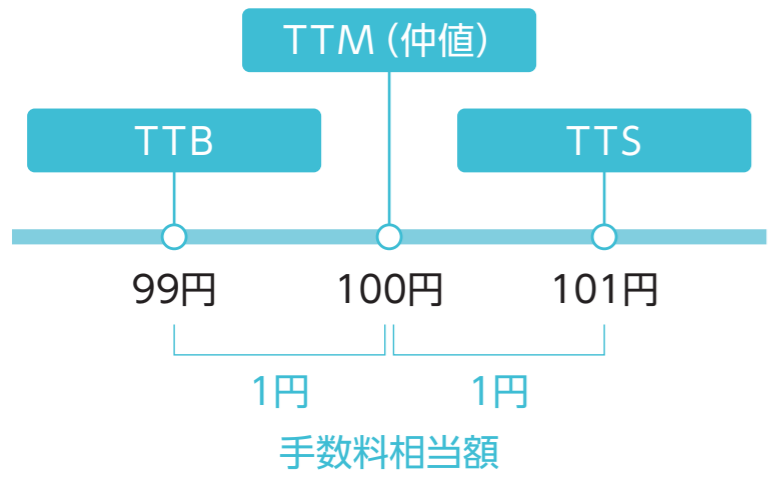 TTM（仲値）
TTB
TTS
99円
100円
101円
1円
1円
手数料相当額